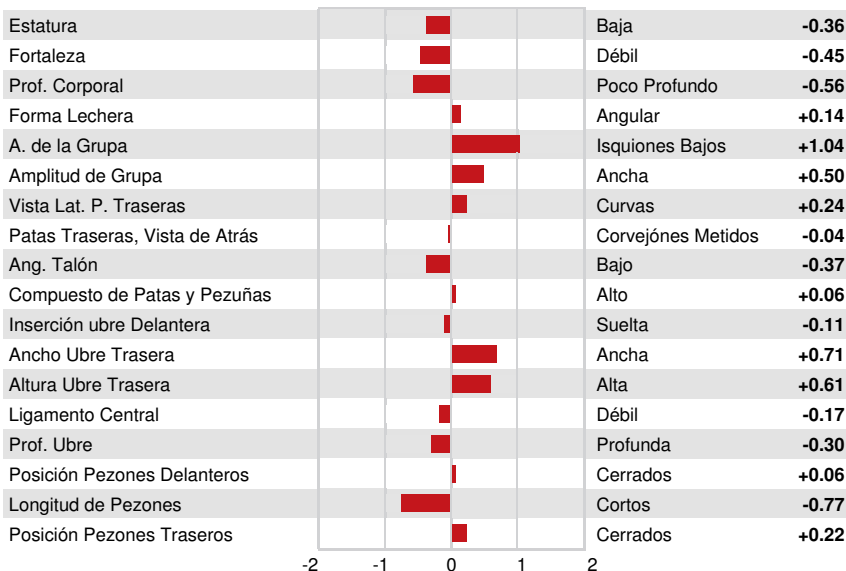 Estatura Baja -0.36
Fortaleza Débil -0.45
Prof. Corporal Poco Profundo -0.56
Forma Lechera Angular +0.14
A. de la Grupa Isquiones Bajos +1.04
Amplitud de Grupa Ancha +0.50
Vista Lat. P. Traseras Curvas +0.24
Patas Traseras, Vista de Atrás Corvejónes Metidos -0.04
Ang. Talón Bajo -0.37
Compuesto de Patas y Pezuñas Alto +0.06
Inserción ubre Delantera Suelta -0.11
Ancho Ubre Trasera Ancha +0.71
Altura Ubre Trasera Alta +0.61
Ligamento Central Débil -0.17
Prof. Ubre Profunda -0.30
Posición Pezones Delanteros Cerrados +0.06
Longitud de Pezones Cortos -0.77
Posición Pezones Traseros Cerrados +0.22
-2 -1 0 1 2